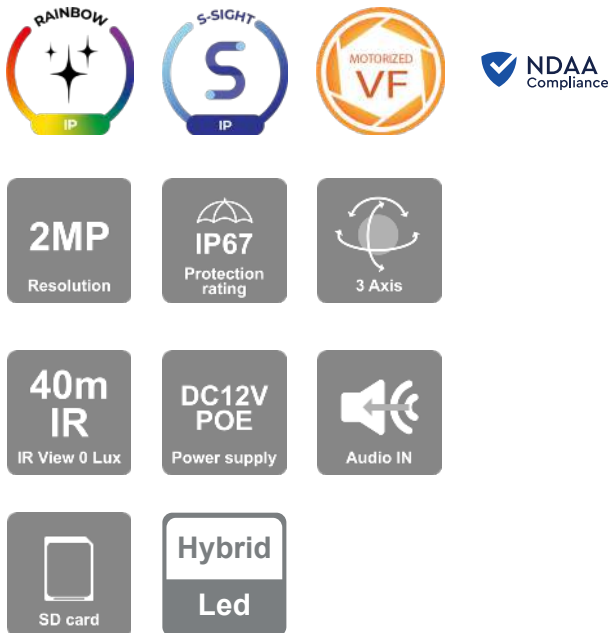 RAINBOW
IP
S-SIGHT
S
IP
MOTORIZED
VF
NDAA
Compliance
2MP
Resolution
IP67
Protection
rating
3 Axis
40m
IR
IR View 0 Lux
DC12V
POE
Power supply
Audio IN
SD card
Hybrid
Led